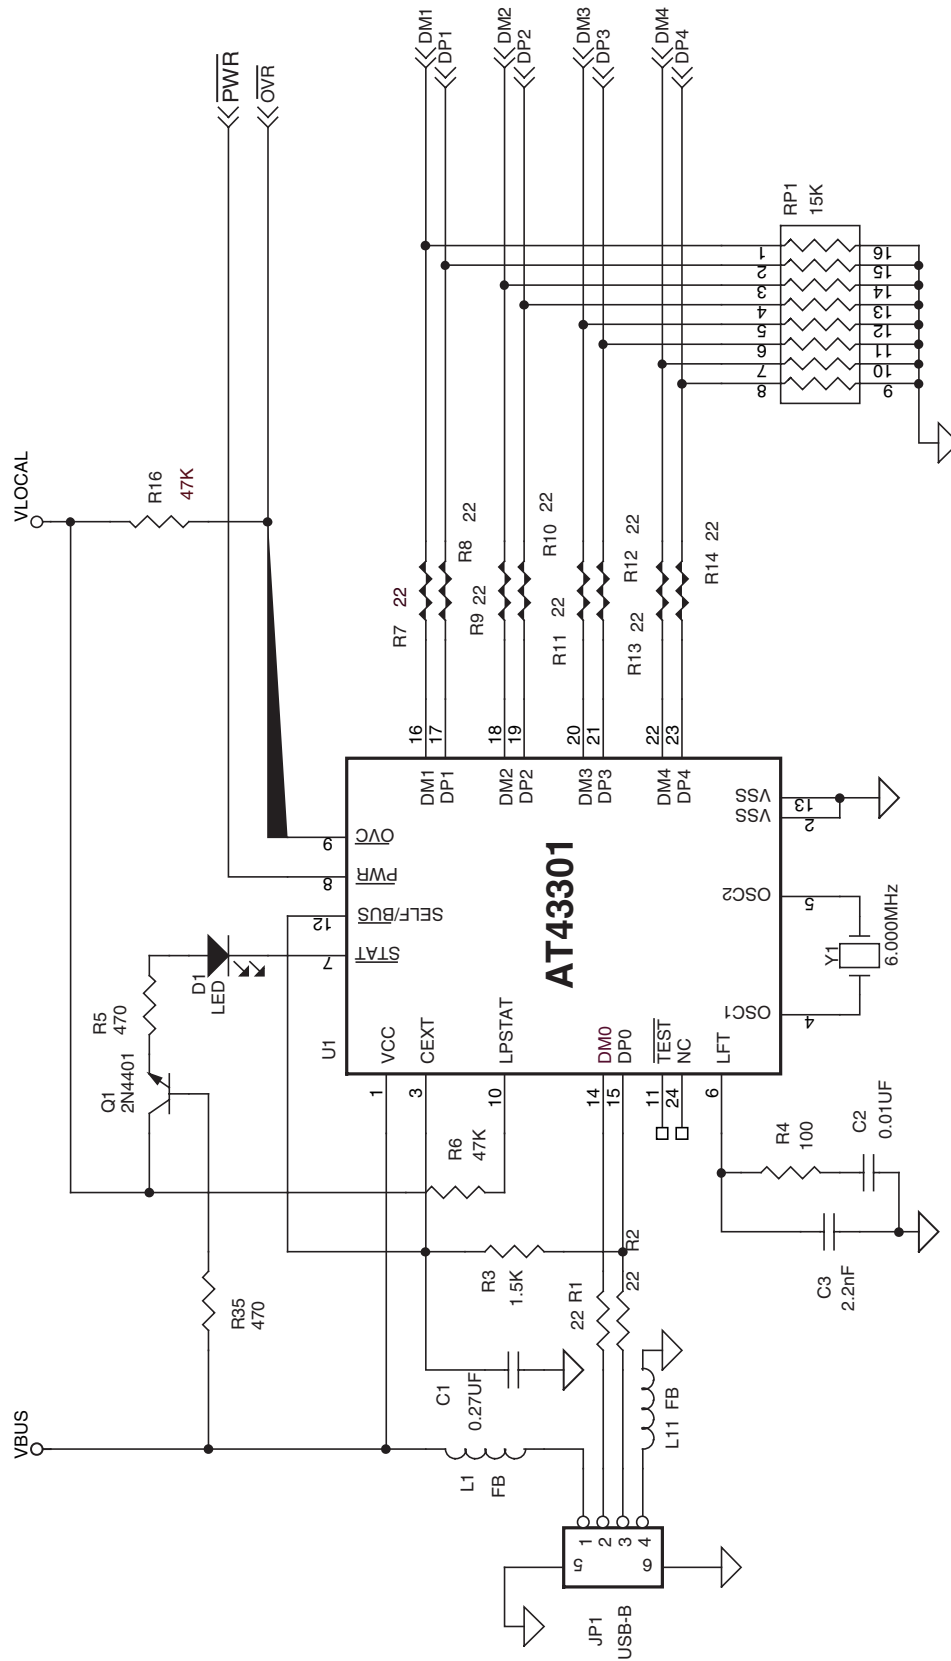 VBUS
VLOCAL
PWR
OVR
DM1
DP1
DM2
DP2
DM3
DP3
DM4
DP4
R16
47K
R35
470
Q1
2N4401
R5
470
D1
LED
U1
AT43301
1
VCC
3
CEXT
10
LPSTAT
14
DM0
15
DP0
11
TEST
24
NC
6
LFT
7
STAT
12
SELF/BUS
8
PWR
9
OVC
16
DM1
17
DP1
18
DM2
19
DP2
20
DM3
21
DP3
22
DM4
23
DP4
4
OSC1
5
OSC2
2
VSS
13
VSS
R7
22
R8
22
R9 22
R10 22
R11
22
R12
22
R13 22
R14 22
RP1
15K
1
2
3
4
5
6
7
8
16
15
14
13
12
11
10
9
R6
47K
R3
1.5K
22 R1
R2
22
C1
0.27UF
L1
FB
L11 FB
JP1
USB-B
1
2
3
4
5
6
R4
100
C2
0.01UF
C3
2.2nF
Y1
6.000MHz